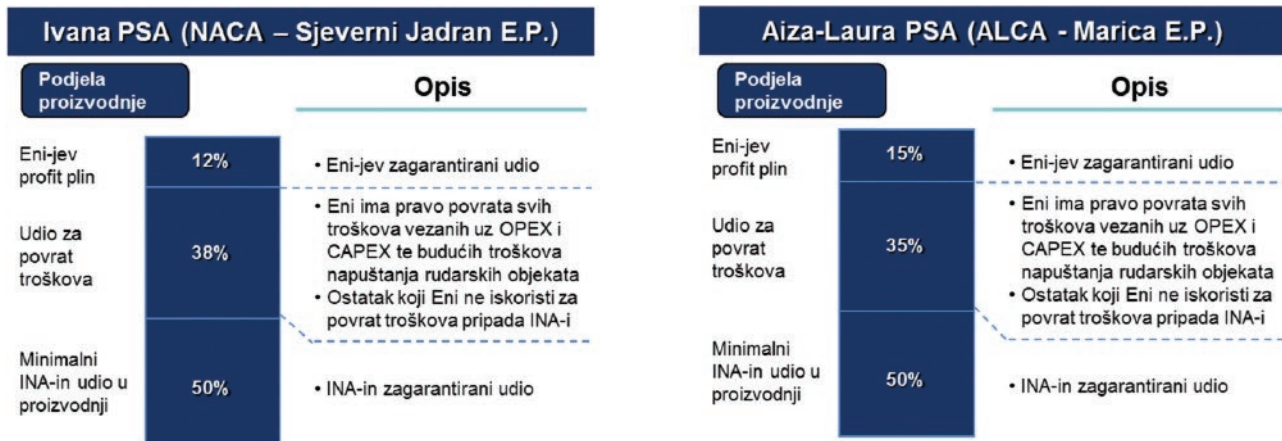 Ivana PSA (NACA – Sjeverni Jadran E.P.)
Podjela
proizvodnje
Opis
Eni-jev
profit plin
12%
• Eni-jev zagarantirani udio
Udio za
povrat
troškova
38%
• Eni ima pravo povrata svih
troškova vezanih uz OPEX i
CAPEX te budućih troškova
napuštanja rudarskih objekata
• Ostatak koji Eni ne iskoristi za
povrat troškova pripada INA-i
Minimalni
INA-in udio u
proizvodnji
50%
• INA-in zagarantirani udio
Aiza-Laura PSA (ALCA - Marica E.P.)
Podjela
proizvodnje
Opis
Eni-jev
profit plin
15%
• Eni-jev zagarantirani udio
Udio za
povrat
troškova
35%
• Eni ima pravo povrata svih
troškova vezanih uz OPEX i
CAPEX te budućih troškova
napuštanja rudarskih objekata
• Ostatak koji Eni ne iskoristi za
povrat troškova pripada INA-i
Minimalni
INA-in udio u
proizvodnji
50%
• INA-in zagarantirani udio